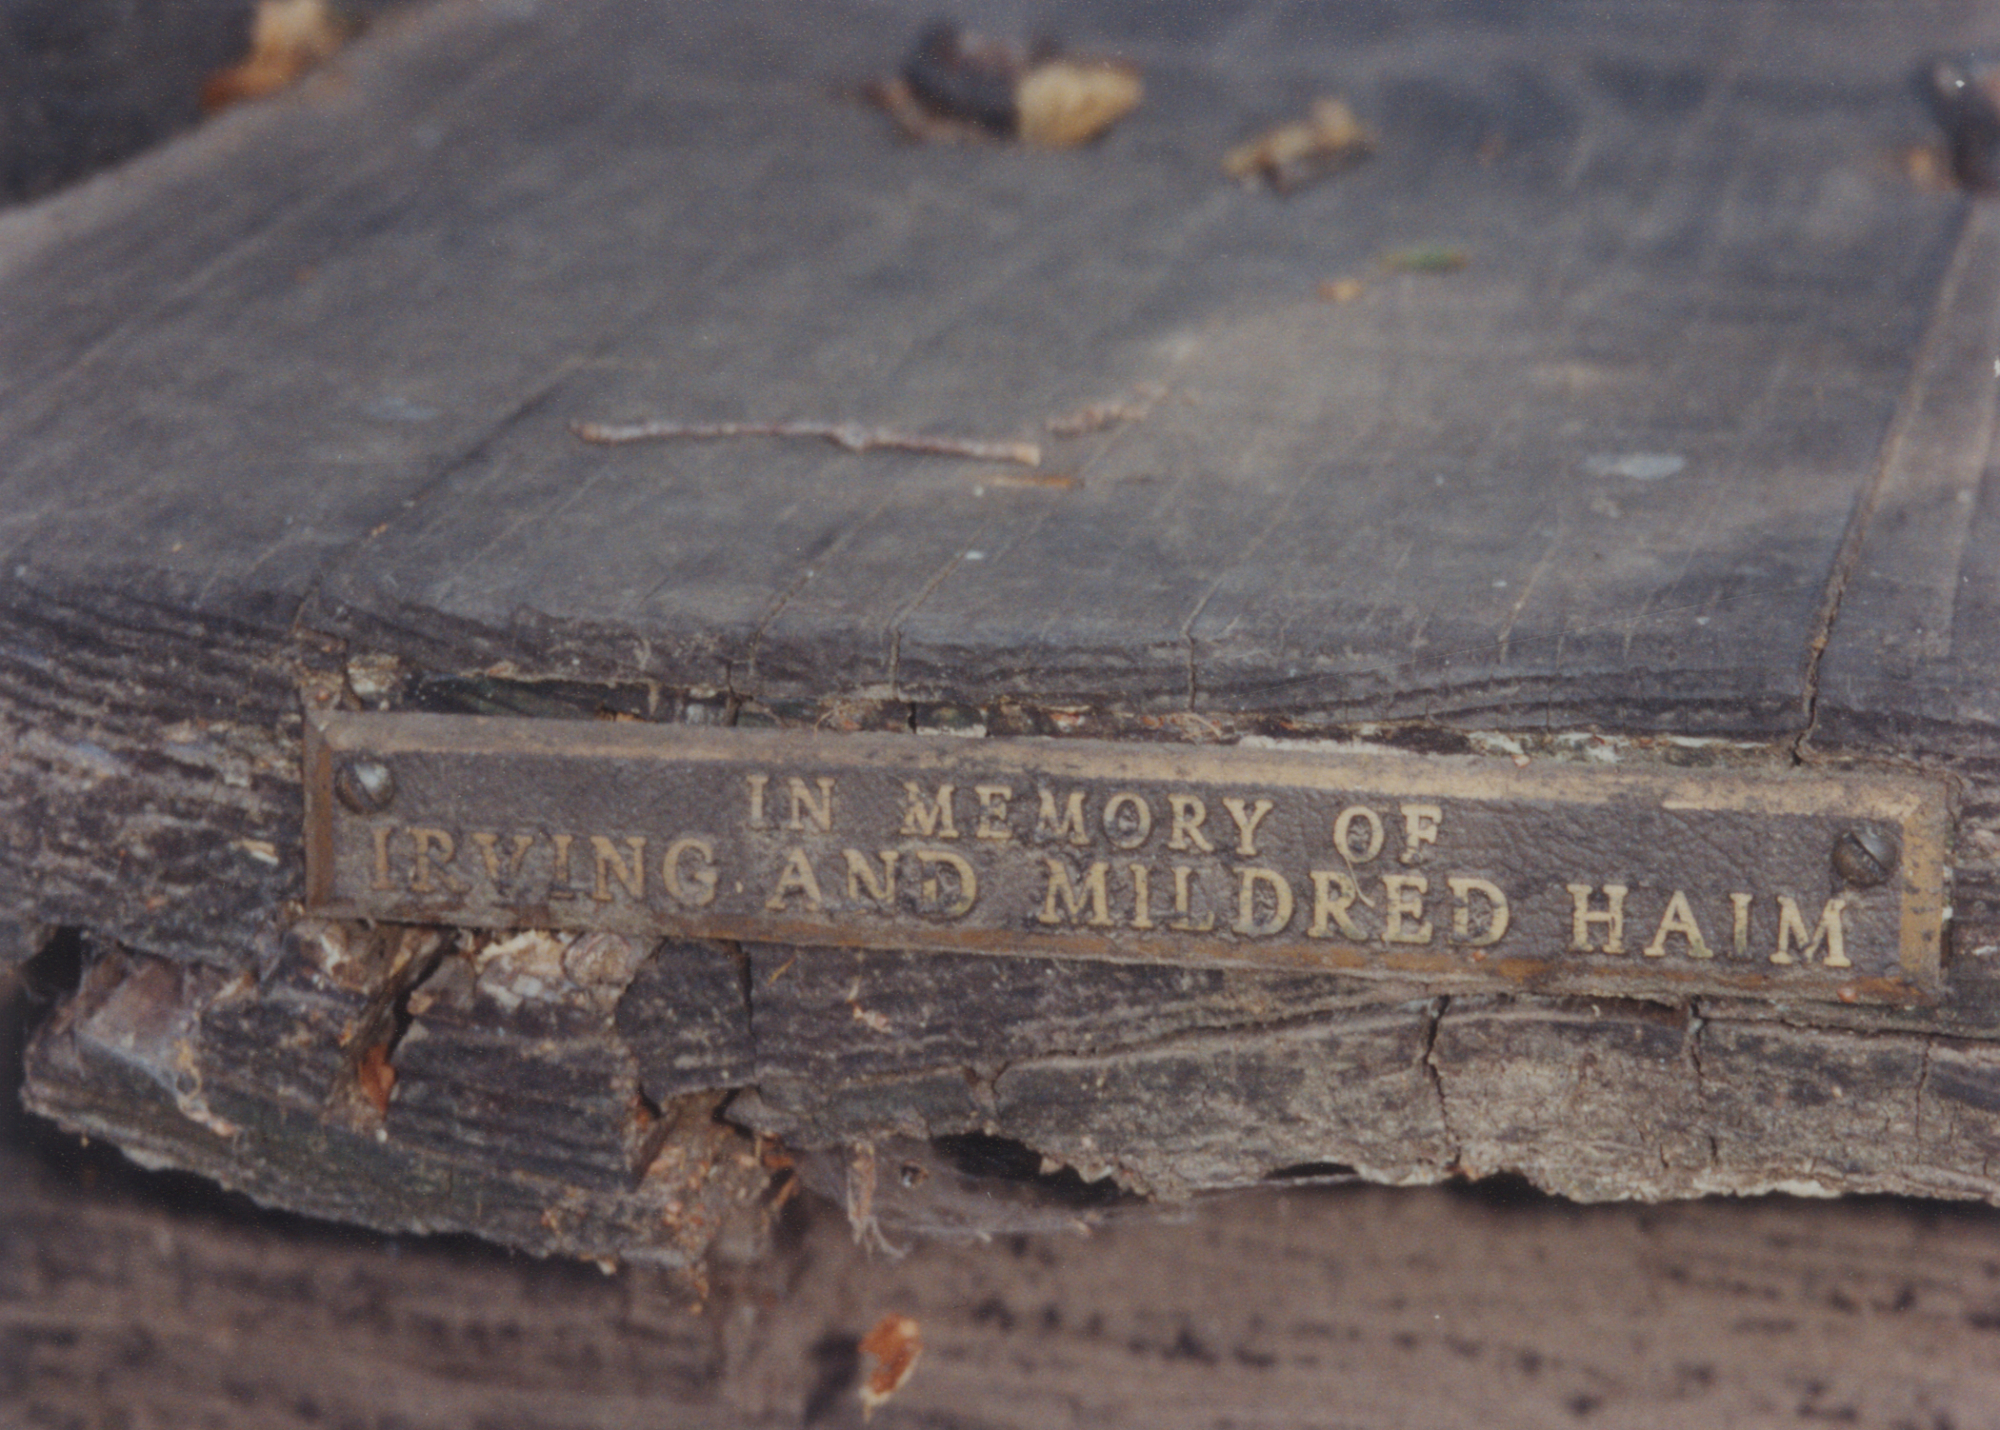 IN MEMORY OF
IRVING AND MILDRED HAIM